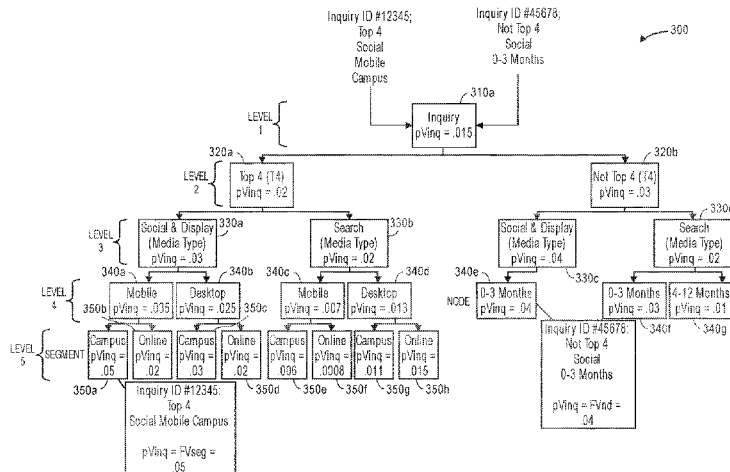 Inquiry ID #12345;
Top 4
Social
Mobile
Campus
Inquiry ID #45678;
Not Top 4
Social
0-3 Months
300
310a
LEVEL
1
Inquiry
pVinq = .015
320a
320b
LEVEL
2
Top 4 (T4)
pVinq = .02
Not Top 4 (T4)
pVinq = .03
330a
330b
LEVEL
3
Social & Display
(Media Type)
pVinq = .03
Search
(Media Type)
pVinq = .02
Social & Display
(Media Type)
pVinq = .04
Search
(Media Type)
pVinq = .02
330c
340a
340b
340c
340d
340e
LEVEL
4
Mobile
pVinq = .035
Desktop
pVinq = .025
Mobile
pVinq = .007
Desktop
pVinq = .013
NODE
0-3 Months
pVinq = .04
0-3 Months
pVinq = .03
4-12 Months
pVinq = .01
340f
340g
350b
350c
LEVEL
5
SEGMENT
Campus
pVinq =
.05
Online
pVinq =
.02
Campus
pVinq =
.03
Online
pVinq =
.02
Campus
pVinq =
.006
Online
pVinq =
.0008
Campus
pVinq =
.011
Online
pVinq =
.015
350a
350d
350e
350f
350g
350h
Inquiry ID #12345:
Top 4
Social Mobile Campus
pVinq = FVseg =
.05
Inquiry ID #45678:
Not Top 4
Social
0-3 Months
pVinq = FVnd =
.04